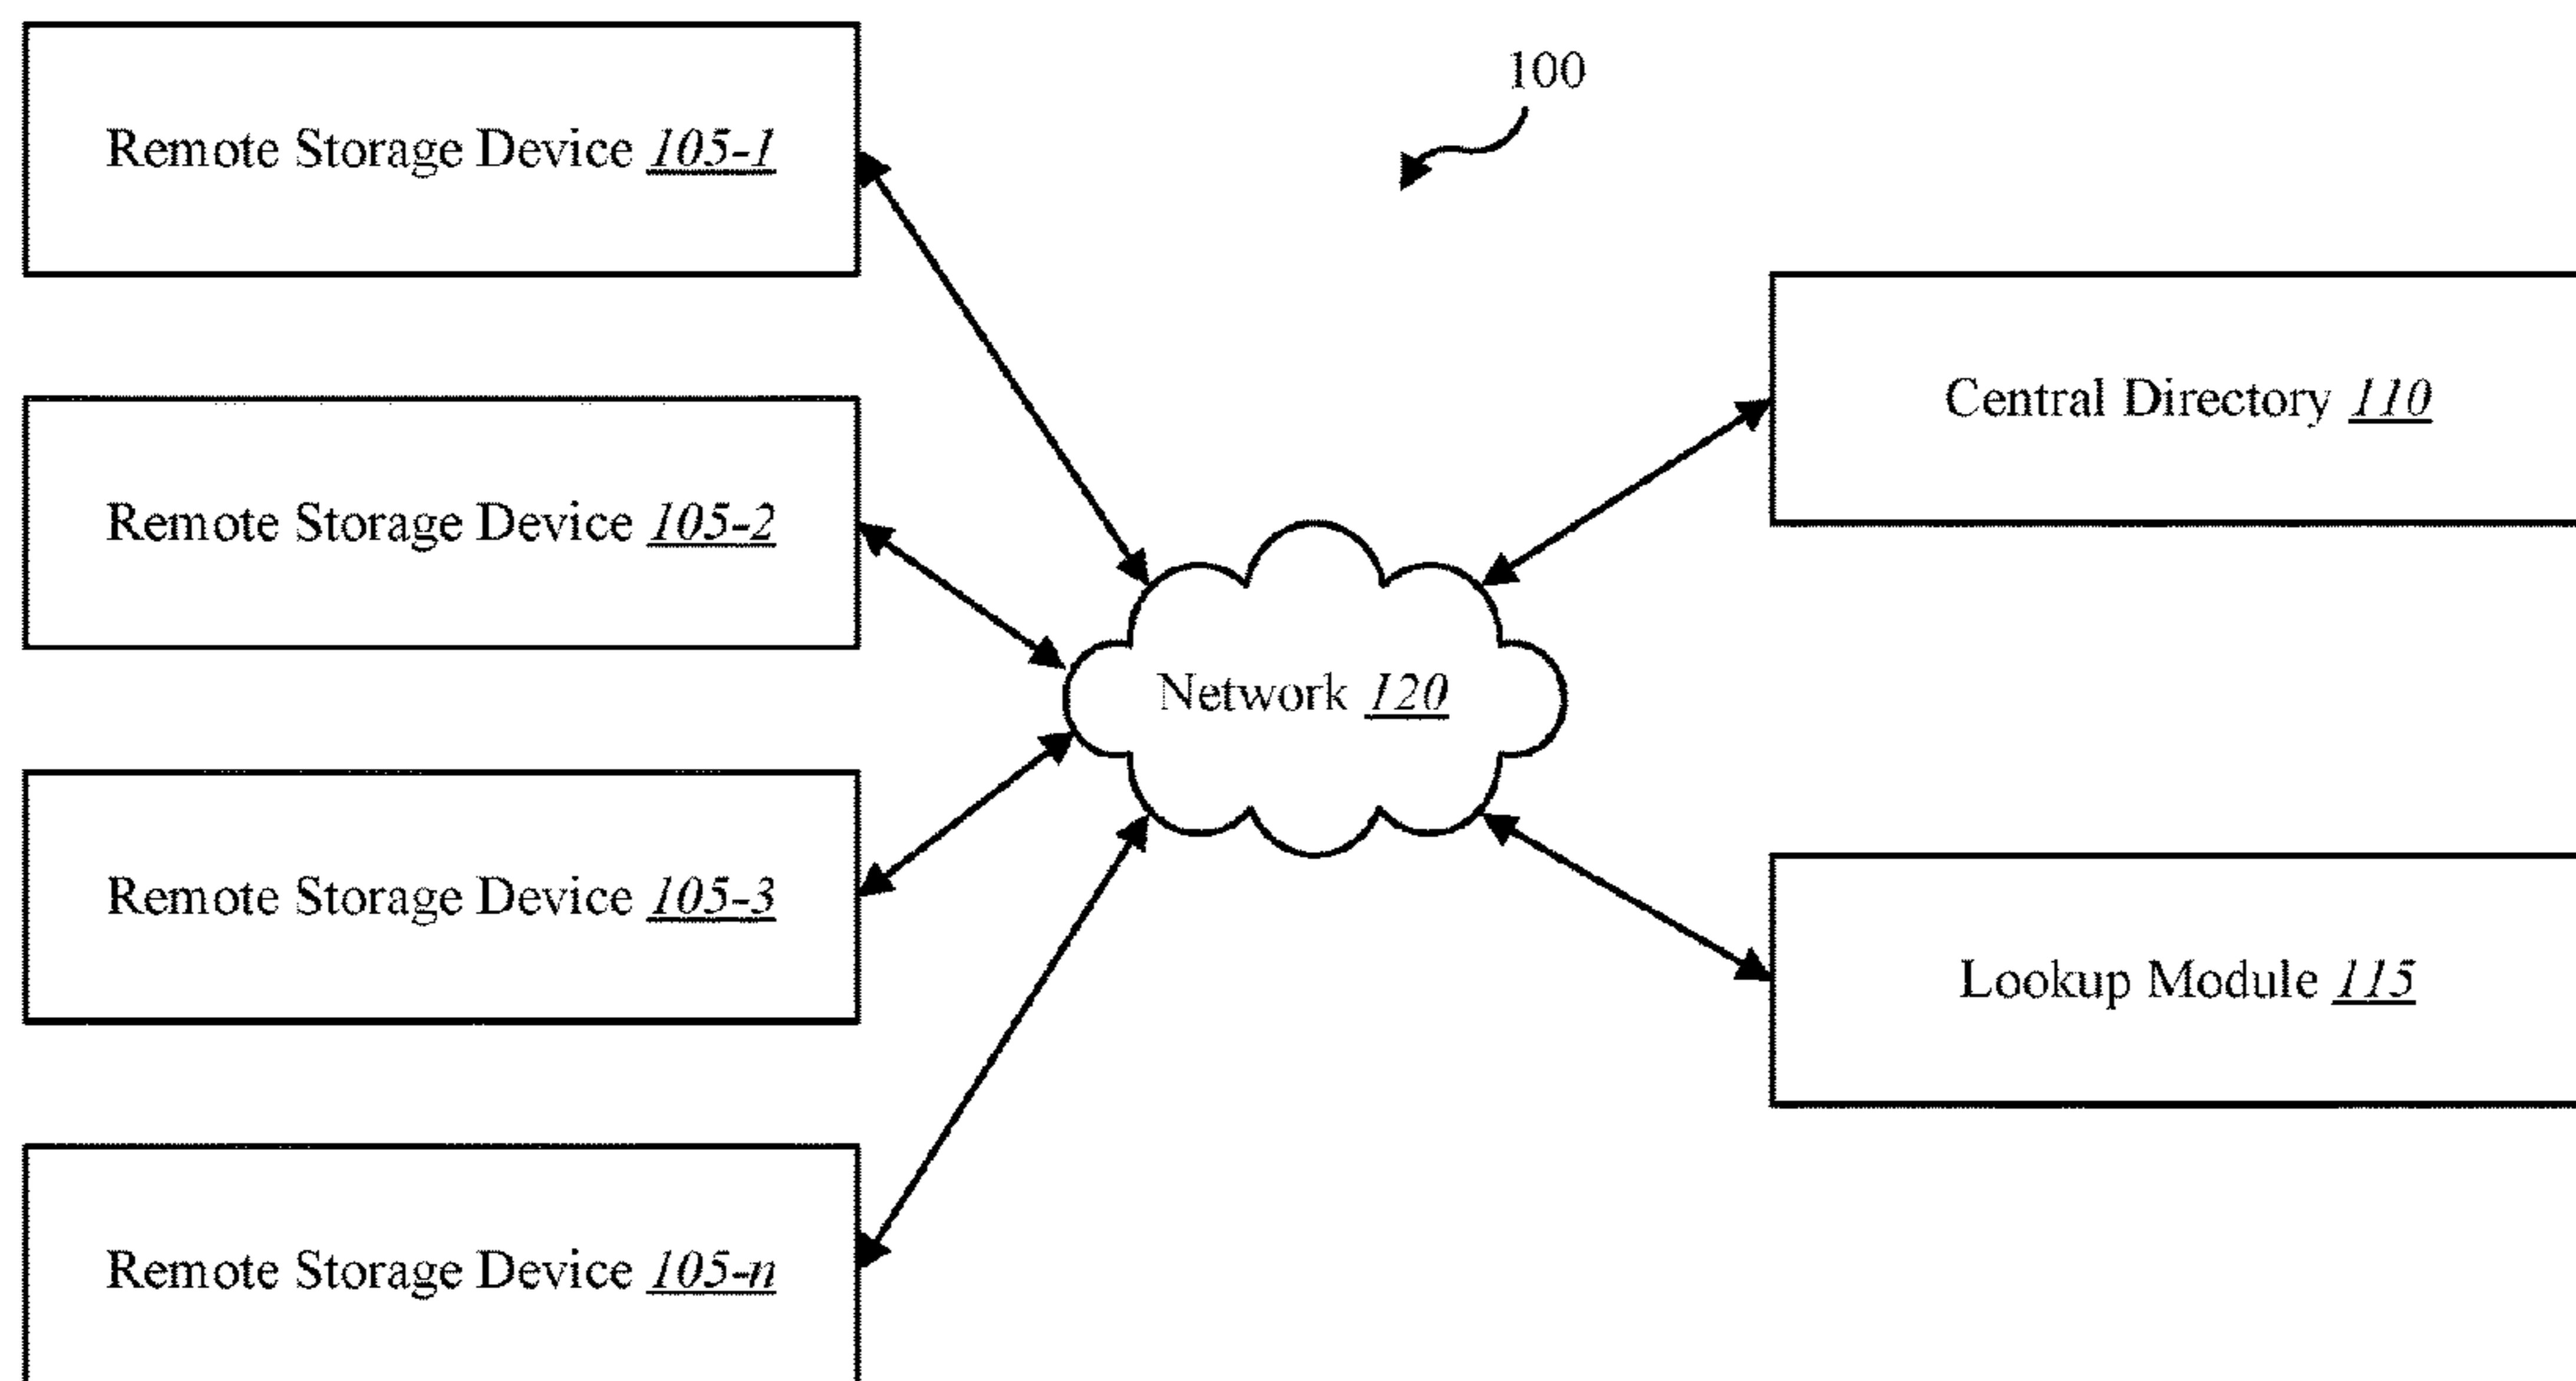 Remote Storage Device 105-1
100
Central Directory 110
Remote Storage Device 105-2
Network 120
Remote Storage Device 105-3
Lookup Module 115
Remote Storage Device 105-n